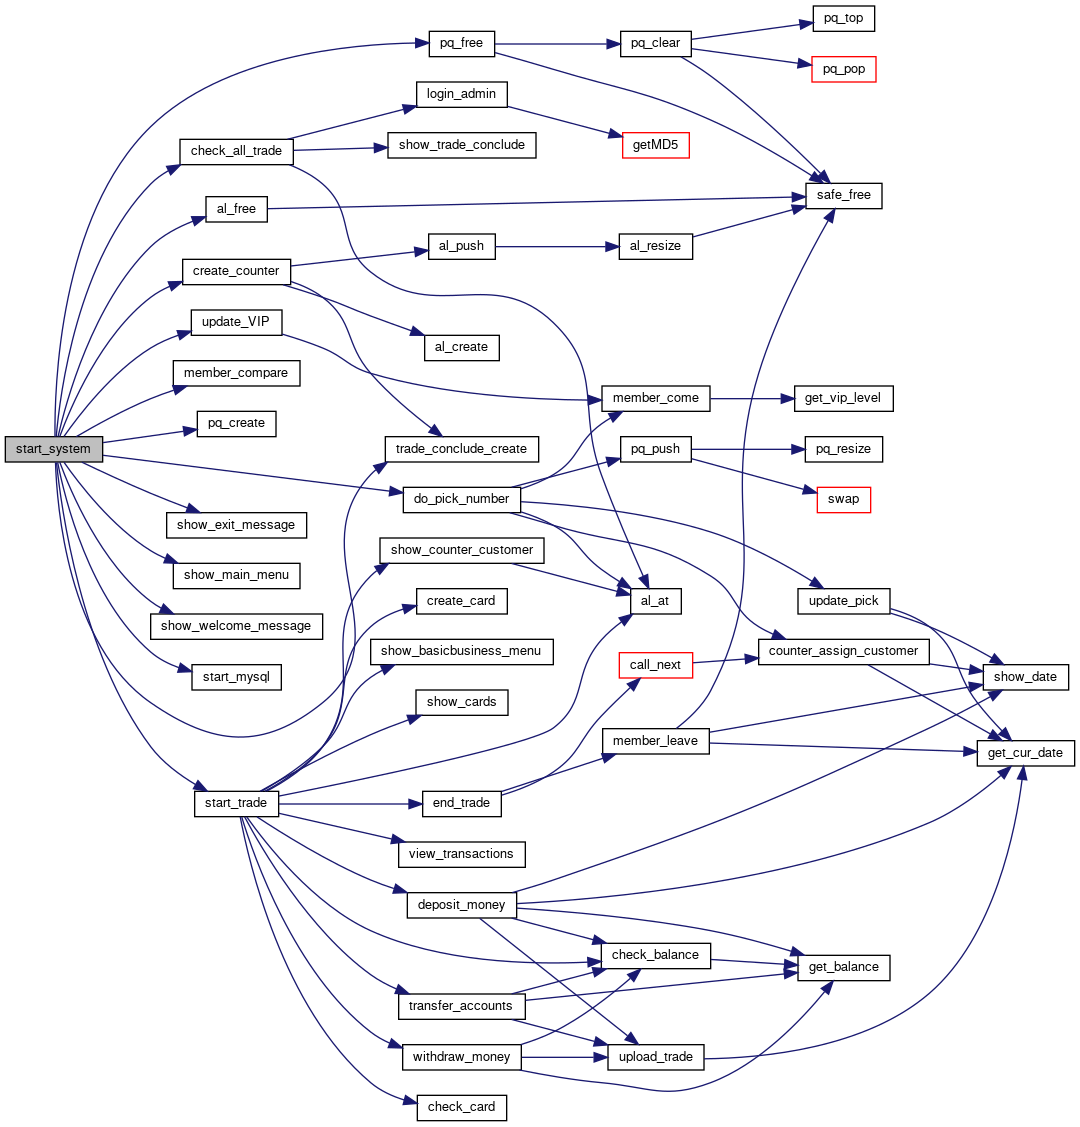 pq_top
pq_free
pq_clear
pq_pop
login_admin
getMD5
check_all_trade
show_trade_conclude
safe_free
al_free
al_push
al_resize
create_counter
update_VIP
al_create
member_compare
member_come
get_vip_level
pq_create
start_system
trade_conclude_create
pq_push
pq_resize
do_pick_number
swap
show_exit_message
show_counter_customer
show_main_menu
create_card
al_at
update_pick
show_welcome_message
show_basicbusiness_menu
counter_assign_customer
call_next
start_mysql
show_date
show_cards
member_leave
get_cur_date
start_trade
end_trade
view_transactions
deposit_money
check_balance
get_balance
transfer_accounts
withdraw_money
upload_trade
check_card